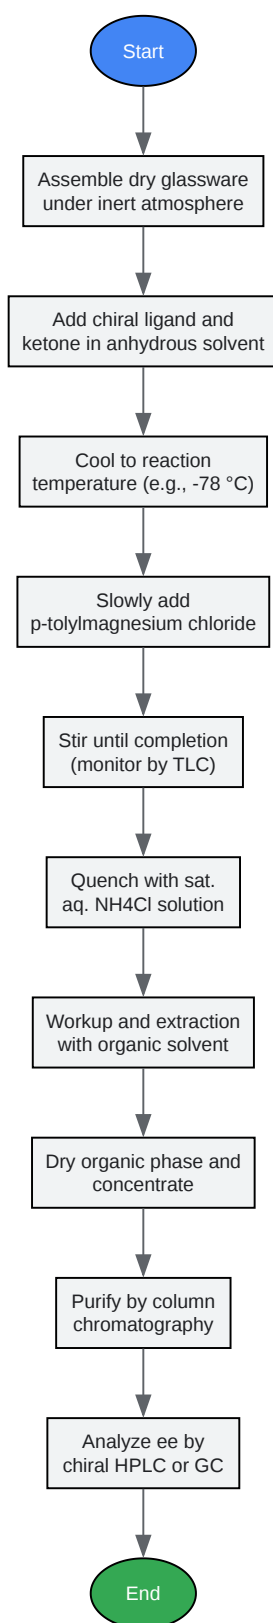 Start
Assemble dry glassware
under inert atmosphere
Add chiral ligand and
ketone in anhydrous solvent
Cool to reaction
temperature (e.g., -78 °C)
Slowly add
p-tolylmagnesium chloride
Stir until completion
(monitor by TLC)
Quench with sat.
aq. NH4Cl solution
Workup and extraction
with organic solvent
Dry organic phase and
concentrate
Purify by column
chromatography
Analyze ee by
chiral HPLC or GC
End